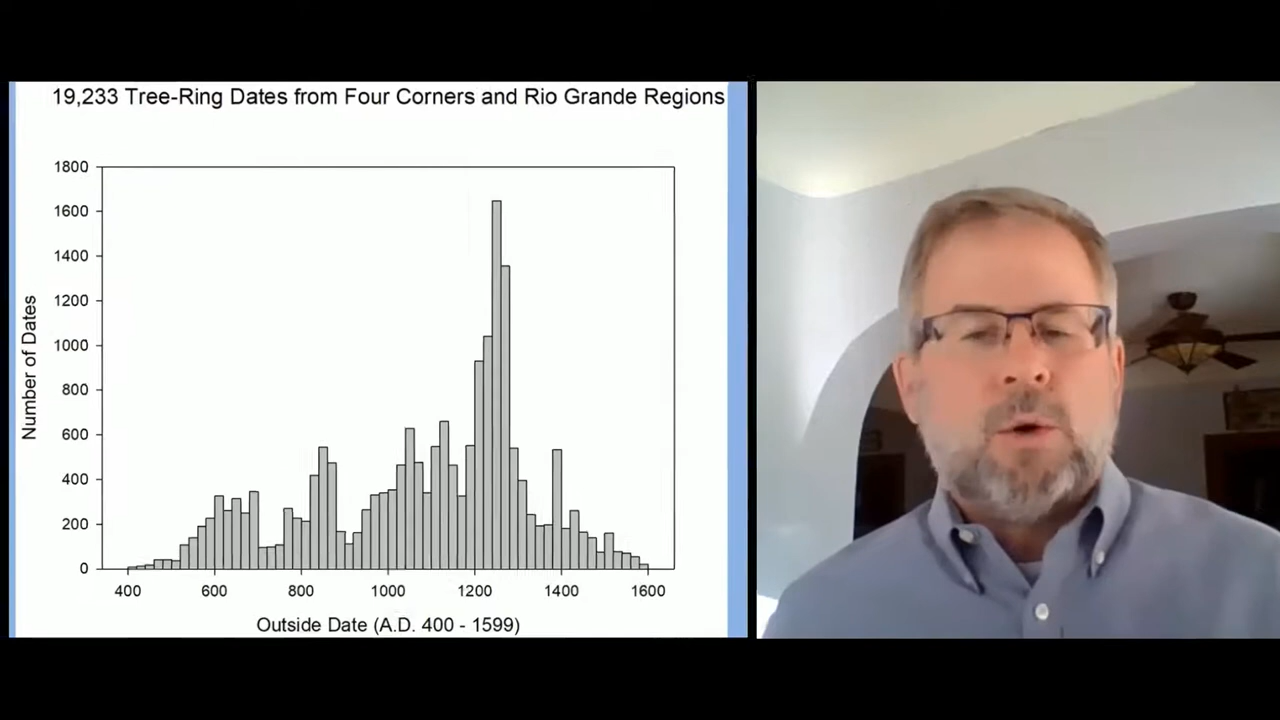 19,233 Tree-Ring Dates from Four Corners and Rio Grande Regions
1800
1600
1400
1200
1000
800
600
400
200
0
Number of Dates
400 600 800 1000 1200 1400 1600
Outside Date (A.D. 400 - 1599)